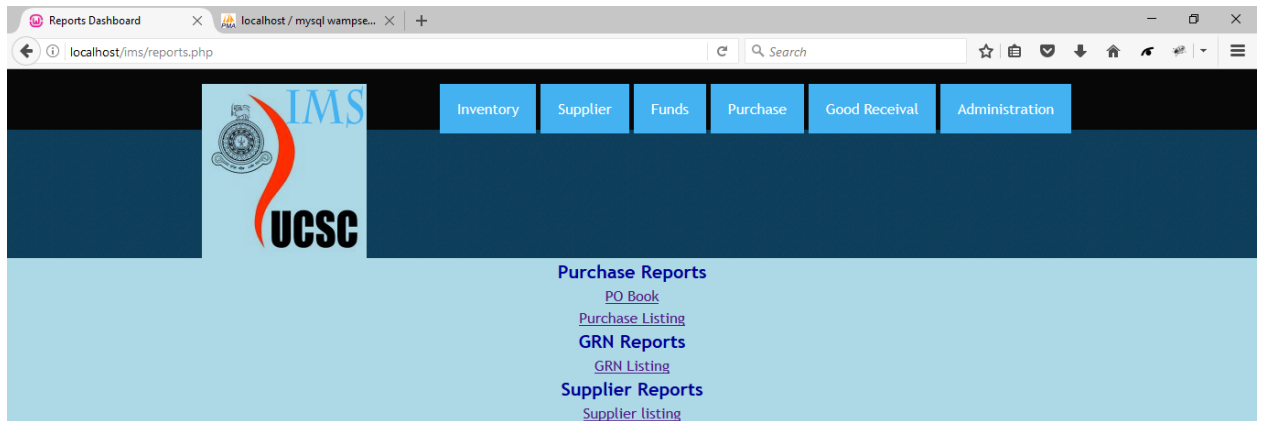 Reports Dashboard
localhost / mysql wampse...
localhost/ims/reports.php
Search
IMS
UCSC
Inventory
Supplier
Funds
Purchase
Good Receival
Administration
Purchase Reports
PO Book
Purchase Listing
GRN Reports
GRN Listing
Supplier Reports
Supplier listing